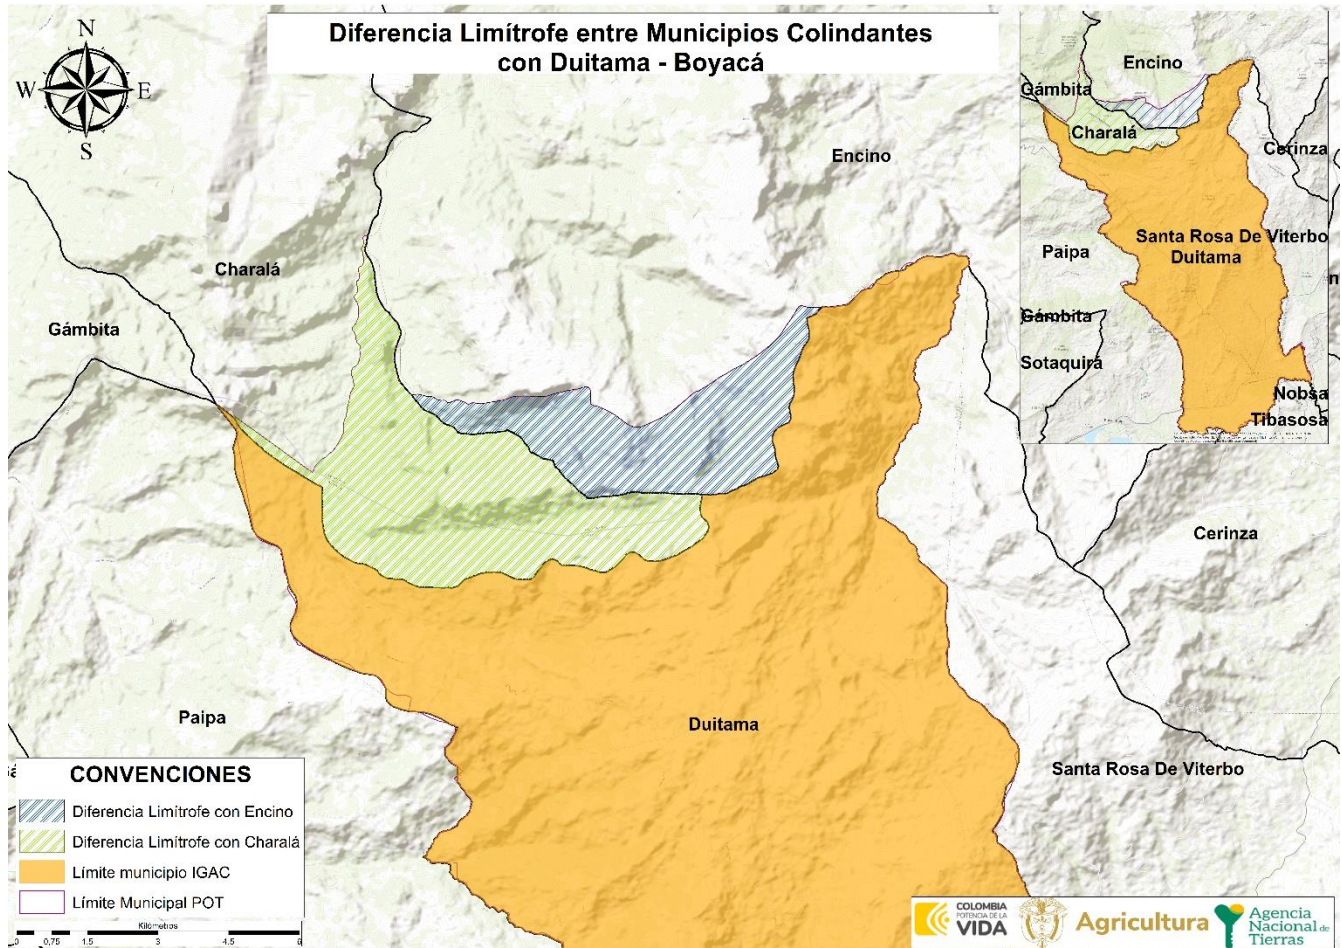 Diferencia Limítrofe entre Municipios Colindantes
con Duitama - Boyacá
N
W
E
S
Encino
Charalá
Gámbita
Paipa
Duitama
Cerinza
Santa Rosa De Viterbo
Encino
Gámbita
Charalá
Cerinza
Santa Rosa De Viterbo
Duitama
Paipa
Gámbita
Sotaquirá
Nobsa
Tibasosa
CONVENCIONES
Diferencia Limítrofe con Encino
Diferencia Limítrofe con Charalá
Límite municipio IGAC
Límite Municipal POT
Kilómetros
0 0,75 1,5 3 4,5 6
COLOMBIA
POTENCIA DE LA
VIDA
Agricultura
Agencia
Nacional de
Tierras